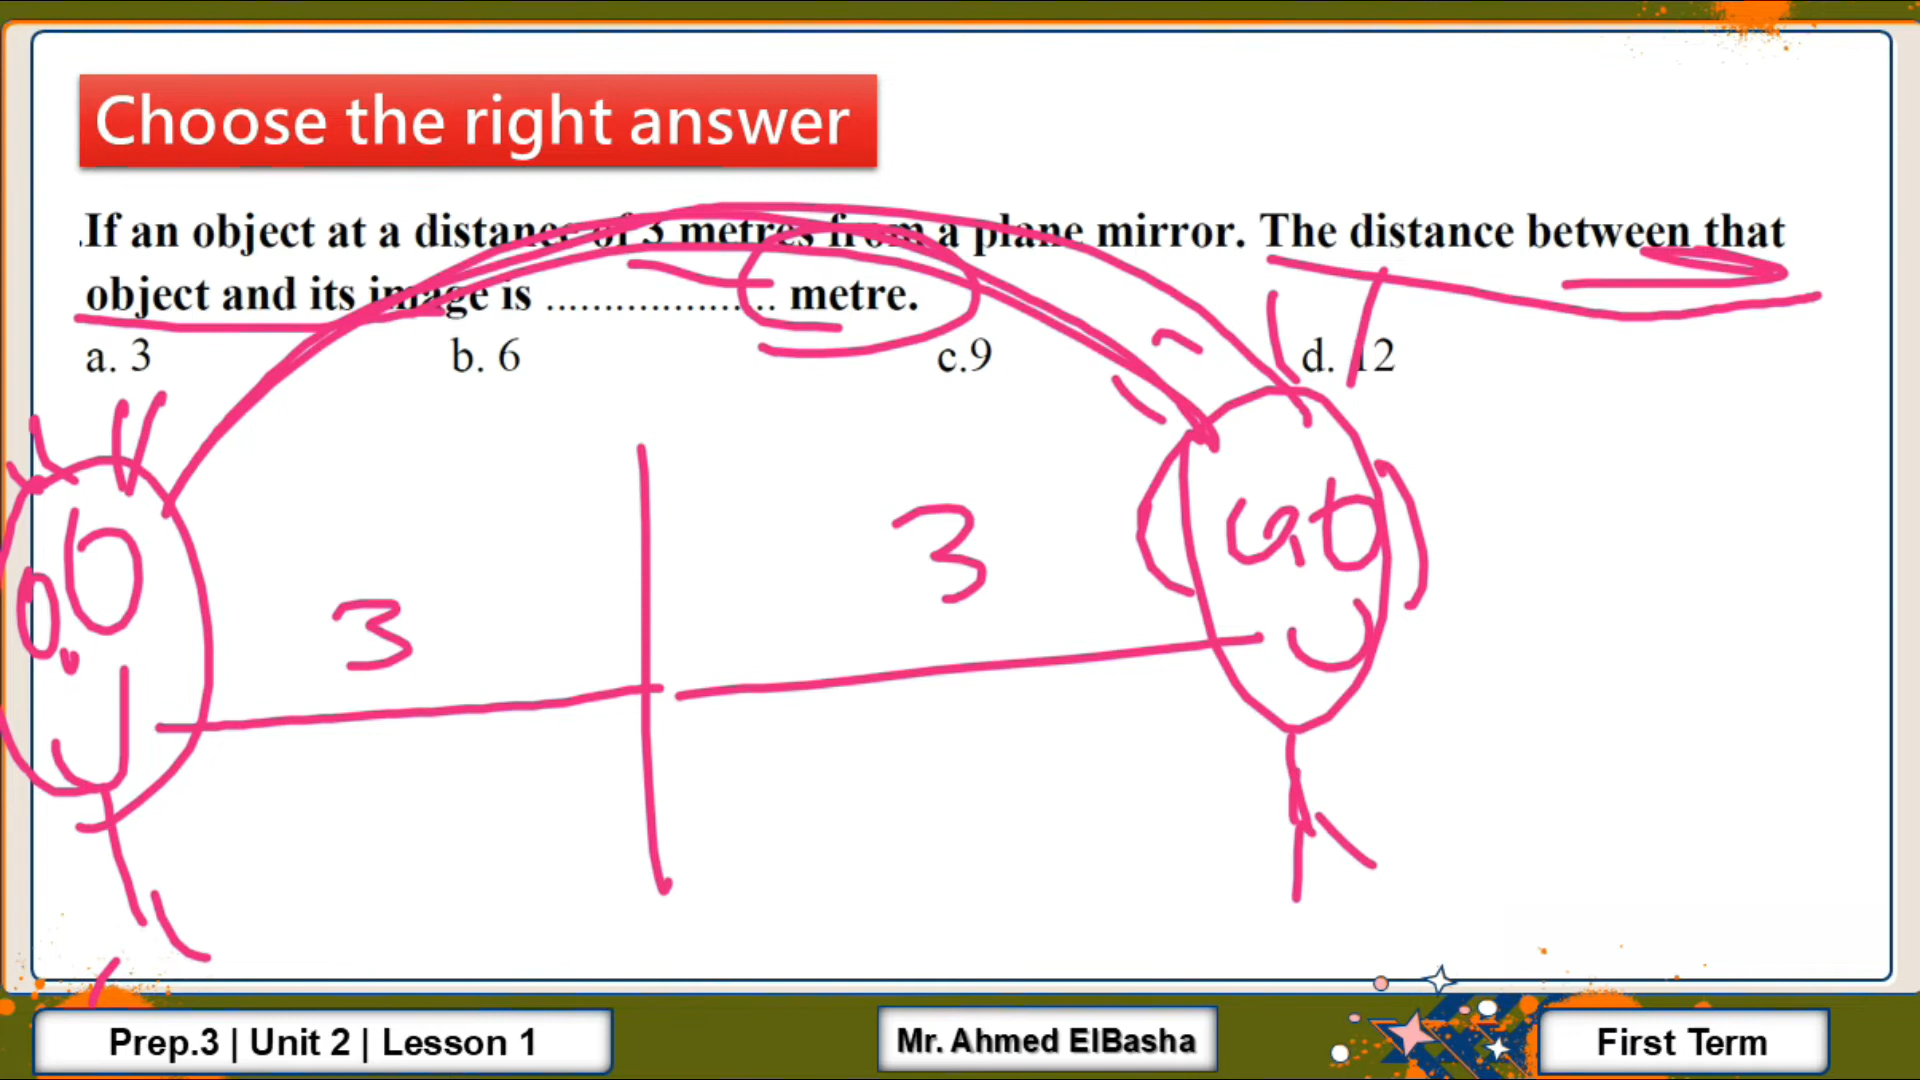 Choose the right answer
.If an object at a distance of 3 metres from a plane mirror. The distance between that
object and its image is .................... metre.
a. 3 b. 6 c.9 d. 12
3 3
Prep.3 | Unit 2 | Lesson 1 Mr. Ahmed ElBasha First Term